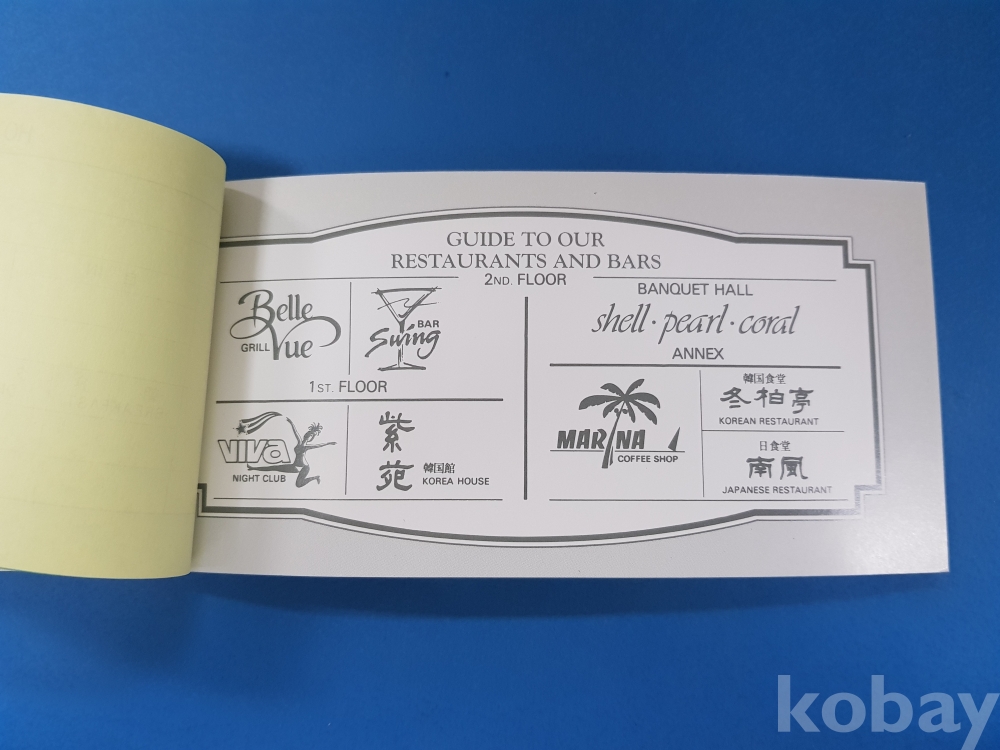 GUIDE TO OUR
RESTAURANTS AND BARS
2ND. FLOOR
Belle Vue
GRILL
BAR
Swing
1ST. FLOOR
VIVA
NIGHT CLUB
紫苑
韓国館
KOREA HOUSE
BANQUET HALL
shell · pearl · coral
ANNEX
MARINA
COFFEE SHOP
韓国食堂
冬柏亭
KOREAN RESTAURANT
日食堂
南風
JAPANESE RESTAURANT
kobay